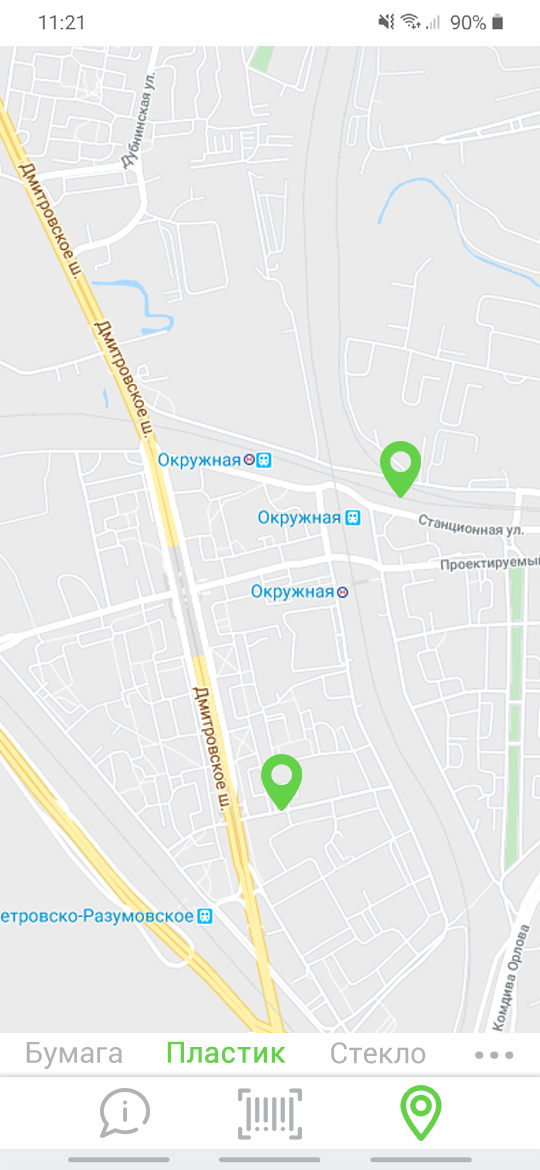 11:21
90%
Дубнинская ул.
Дмитровское ш.
Дмитровское ш.
Окружная
Окружная
Станционная ул.
Проектируемый
Окружная
Дмитровское ш.
етровско-Разумовское
Комдива Орлова
Бумага Пластик Стекло